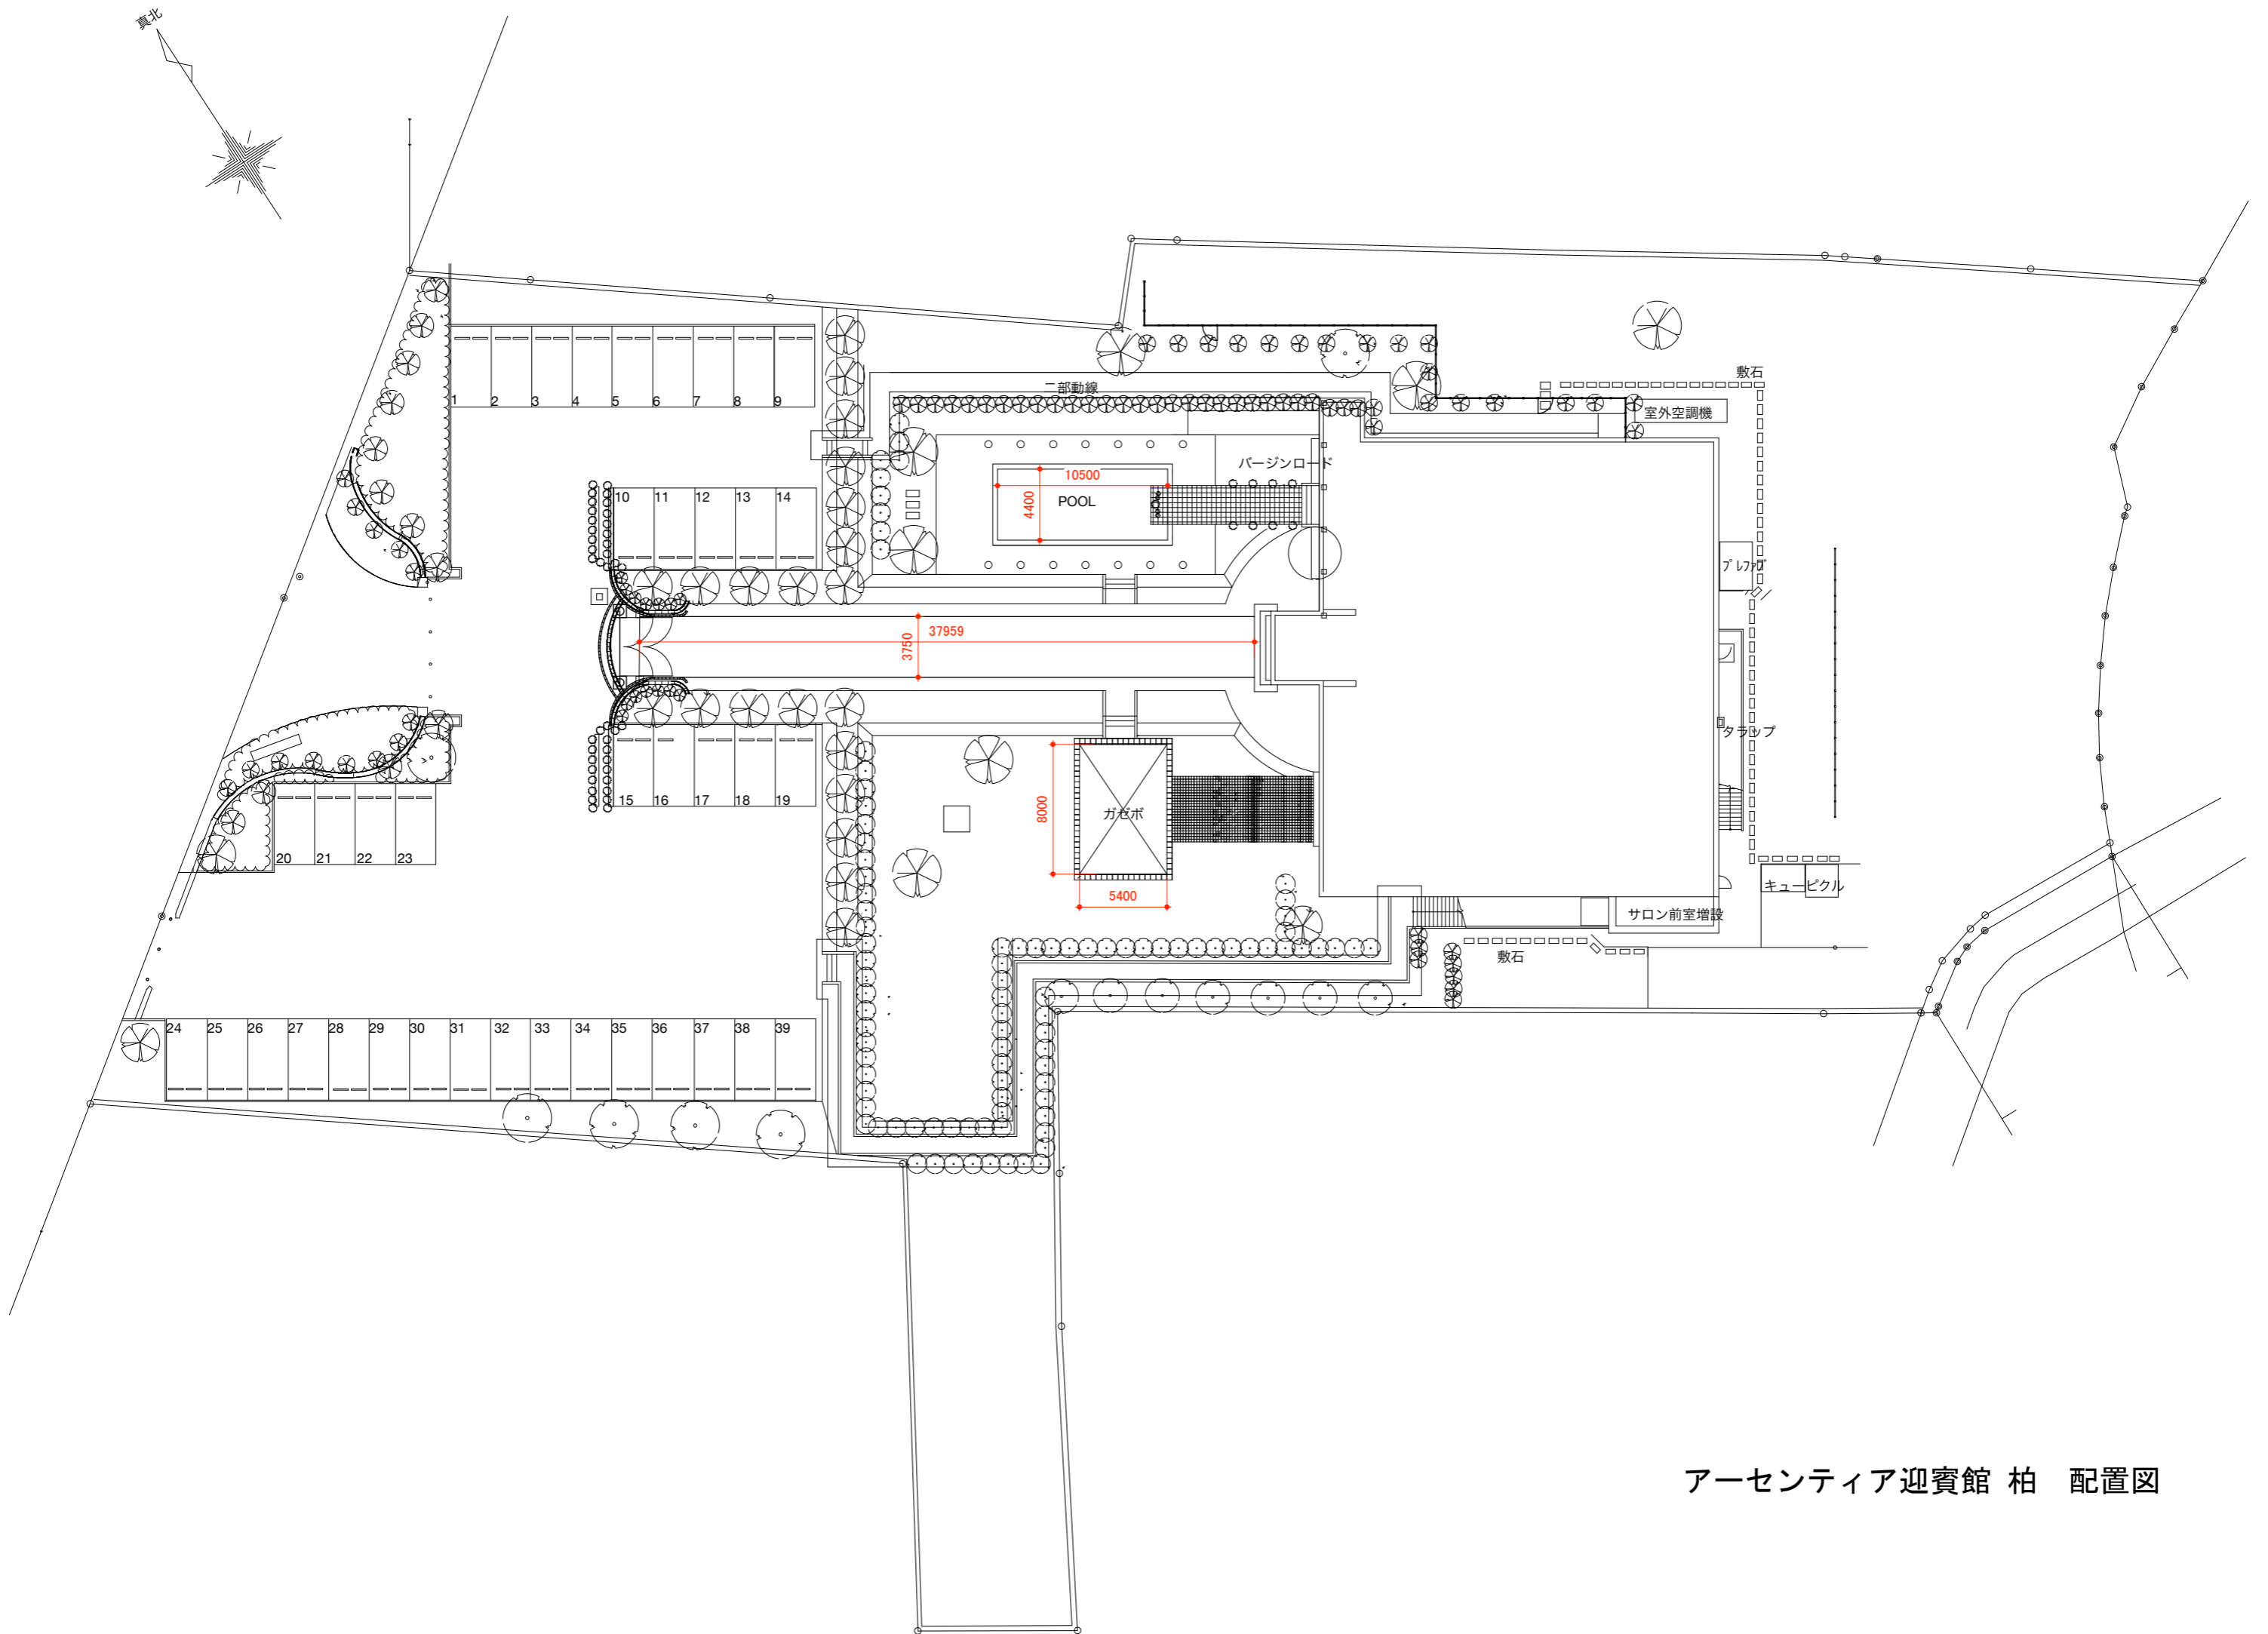 真北
1 2 3 4 5 6 7 8 9
二部動線
敷石
室外空調機
バージンロード
10500
4400
POOL
10 11 12 13 14
プレファブ
37959
3750
タラップ
15 16 17 18 19
8000
ガゼボ
5400
20 21 22 23
キュービクル
サロン前室増設
敷石
24 25 26 27 28 29 30 31 32 33 34 35 36 37 38 39
アーセンティア迎賓館 柏　配置図